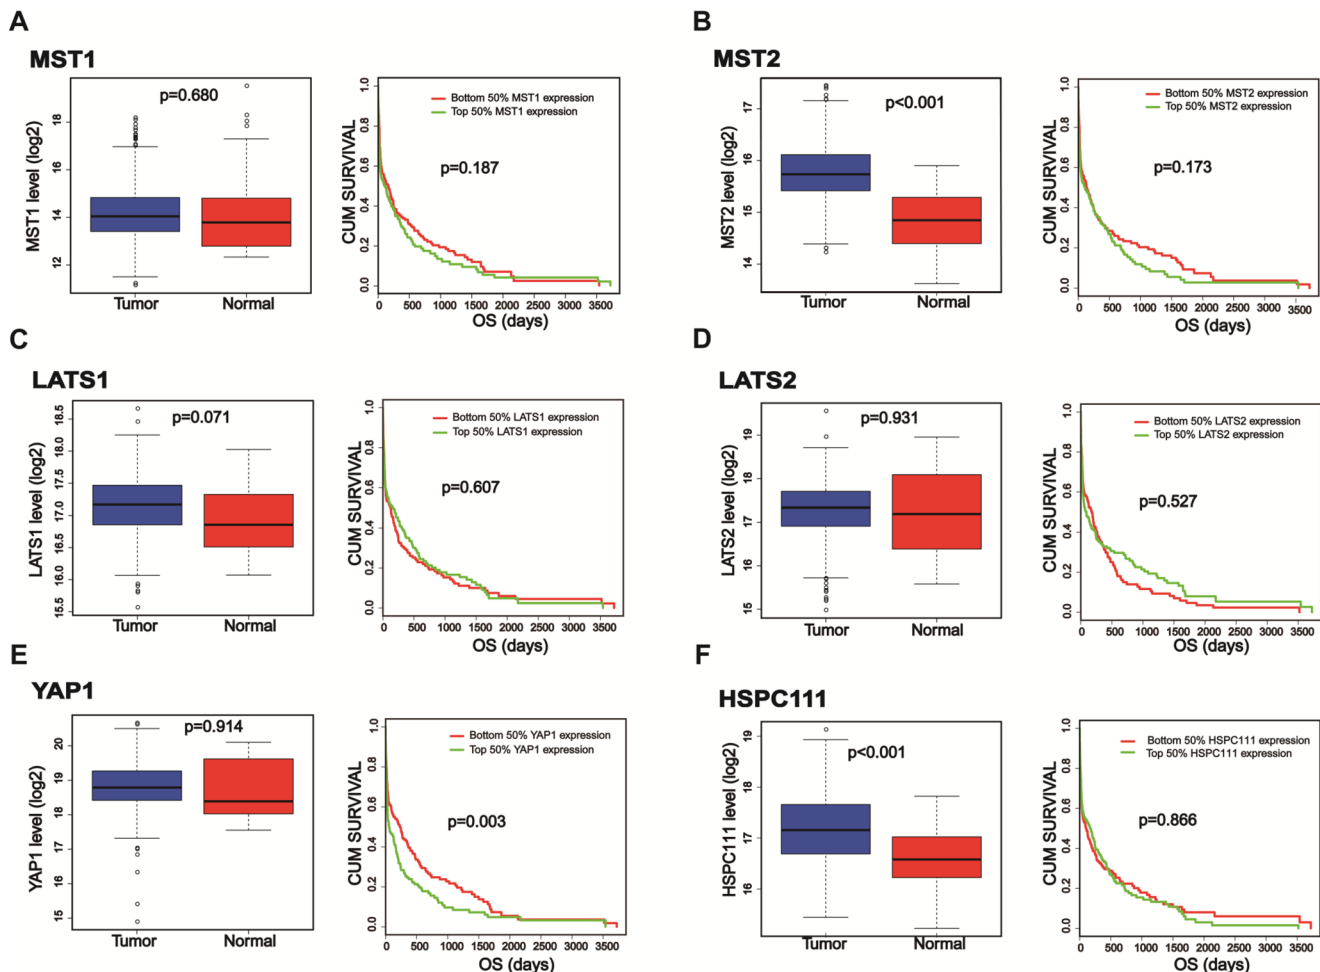 A
MST1
p=0.680
MST1 level (log2)
18
16
14
12
Tumor
Normal
CUM SURVIVAL
1.0
0.8
0.6
0.4
0.2
0.0
Bottom 50% MST1 expression
Top 50% MST1 expression
p=0.187
0 500 1000 1500 2000 2500 3000 3500
OS (days)
B
MST2
p<0.001
MST2 level (log2)
17
16
15
14
Tumor
Normal
CUM SURVIVAL
1.0
0.8
0.6
0.4
0.2
0.0
Bottom 50% MST2 expression
Top 50% MST2 expression
p=0.173
0 500 1000 1500 2000 2500 3000 3500
OS (days)
C
LATS1
p=0.071
LATS1 level (log2)
18.5
18.0
17.5
17.0
16.5
16.0
15.5
Tumor
Normal
CUM SURVIVAL
1.0
0.8
0.6
0.4
0.2
0.0
Bottom 50% LATS1 expression
Top 50% LATS1 expression
p=0.607
0 500 1000 1500 2000 2500 3000 3500
OS (days)
D
LATS2
p=0.931
LATS2 level (log2)
19
18
17
16
15
Tumor
Normal
CUM SURVIVAL
1.0
0.8
0.6
0.4
0.2
0.0
Bottom 50% LATS2 expression
Top 50% LATS2 expression
p=0.527
0 500 1000 1500 2000 2500 3000 3500
OS (days)
E
YAP1
p=0.914
YAP1 level (log2)
20
19
18
17
16
15
Tumor
Normal
CUM SURVIVAL
1.0
0.8
0.6
0.4
0.2
0.0
Bottom 50% YAP1 expression
Top 50% YAP1 expression
p=0.003
0 500 1000 1500 2000 2500 3000 3500
OS (days)
F
HSPC111
p<0.001
HSPC111 level (log2)
19
18
17
16
Tumor
Normal
CUM SURVIVAL
1.0
0.8
0.6
0.4
0.2
0.0
Bottom 50% HSPC111 expression
Top 50% HSPC111 expression
p=0.866
0 500 1000 1500 2000 2500 3000 3500
OS (days)